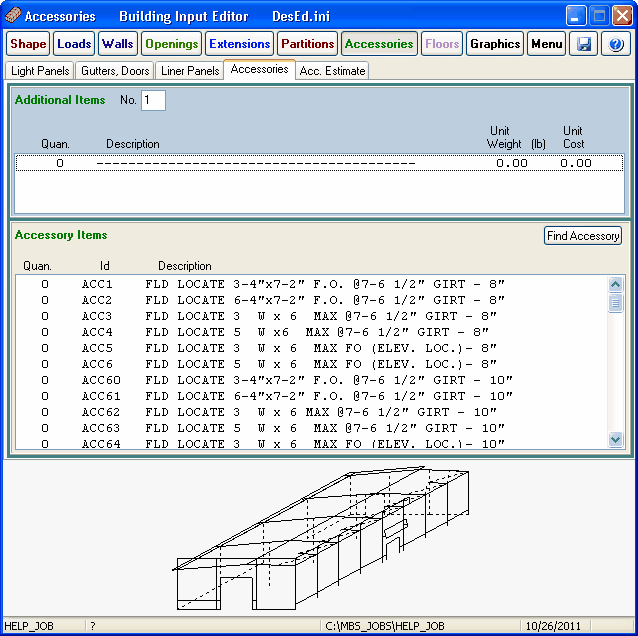 Accessories Building Input Editor DesEd.ini
Shape Loads Walls Openings Extensions Partitions Accessories Floors Graphics Menu ?
Light Panels Gutters, Doors Liner Panels Accessories Acc. Estimate
Additional Items No. 1
Unit Unit
Quan. Description Weight (lb) Cost
0 ---------------------------------------- 0.00 0.00
Accessory Items Find Accessory
Quan. Id Description
0 ACC1 FLD LOCATE 3-4"x7-2" F.O. @7-6 1/2" GIRT - 8"
0 ACC2 FLD LOCATE 6-4"x7-2" F.O. @7-6 1/2" GIRT - 8"
0 ACC3 FLD LOCATE 3 W x 6 MAX @7-6 1/2" GIRT - 8"
0 ACC4 FLD LOCATE 5 W x6 MAX @7-6 1/2" GIRT - 8"
0 ACC5 FLD LOCATE 3 W x 6 MAX FO (ELEV. LOC.)- 8"
0 ACC6 FLD LOCATE 5 W x 6 MAX FO (ELEV. LOC.)- 8"
0 ACC60 FLD LOCATE 3-4"x7-2" F.O. @7-6 1/2" GIRT - 10"
0 ACC61 FLD LOCATE 6-4"x7-2" F.O. @7-6 1/2" GIRT - 10"
0 ACC62 FLD LOCATE 3 W x 6 MAX @7-6 1/2" GIRT - 10"
0 ACC63 FLD LOCATE 5 W x 6 MAX @7-6 1/2" GIRT - 10"
0 ACC64 FLD LOCATE 3 W x 6 MAX FO (ELEV. LOC.)- 10"
HELP_JOB ? C:\MBS_JOBS\HELP_JOB 10/26/2011